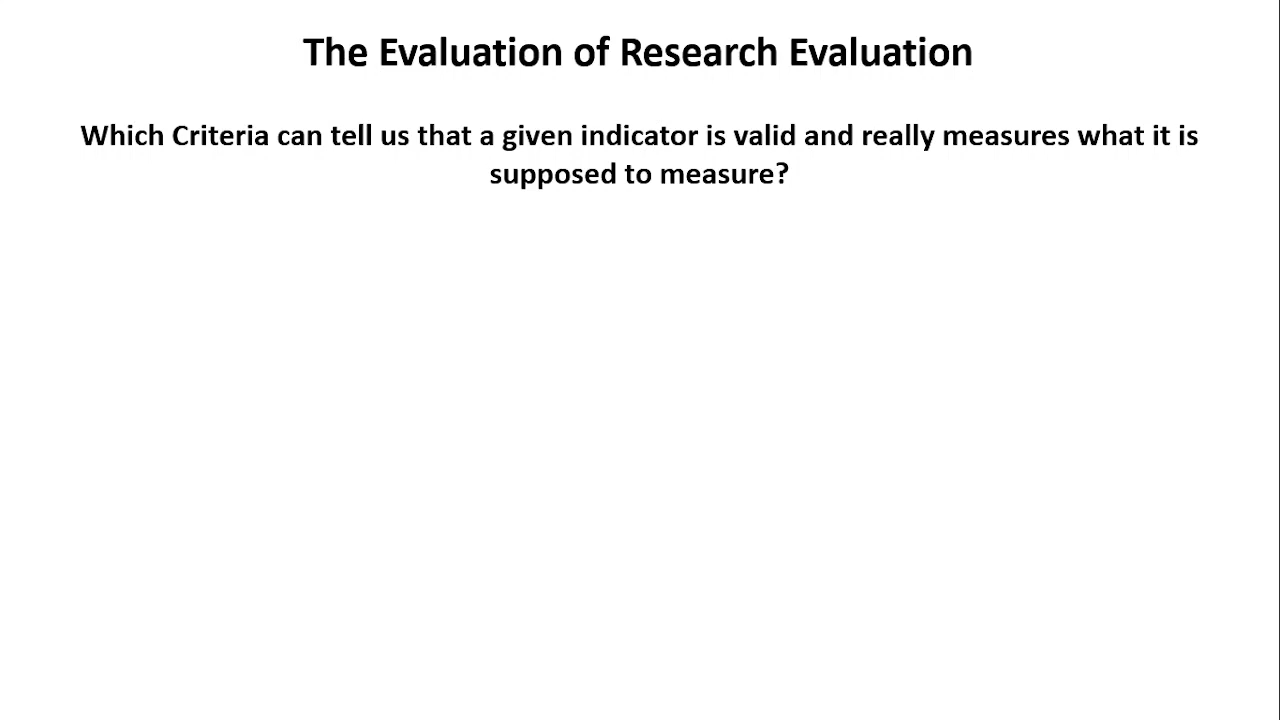 The Evaluation of Research Evaluation
Which Criteria can tell us that a given indicator is valid and really measures what it is
supposed to measure?